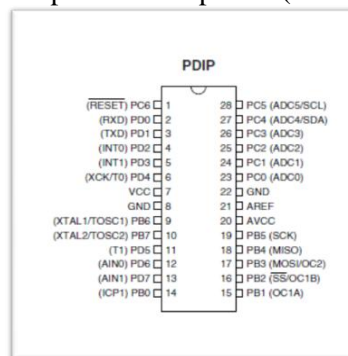 PDIP
(RESET) PC6 1 28 PC5 (ADC5/SCL)
(RXD) PD0 2 27 PC4 (ADC4/SDA)
(TXD) PD1 3 26 PC3 (ADC3)
(INT0) PD2 4 25 PC2 (ADC2)
(INT1) PD3 5 24 PC1 (ADC1)
(XCK/T0) PD4 6 23 PC0 (ADC0)
VCC 7 22 GND
GND 8 21 AREF
(XTAL1/TOSC1) PB6 9 20 AVCC
(XTAL2/TOSC2) PB7 10 19 PB5 (SCK)
(T1) PD5 11 18 PB4 (MISO)
(AIN0) PD6 12 17 PB3 (MOSI/OC2)
(AIN1) PD7 13 16 PB2 (SS/OC1B)
(ICP1) PB0 14 15 PB1 (OC1A)